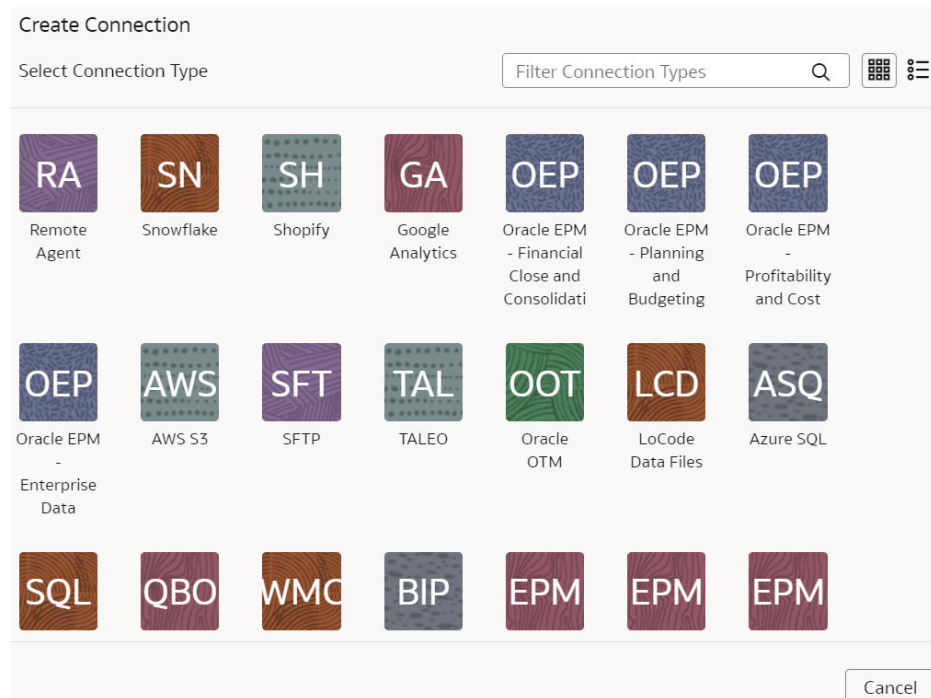 Create Connection
Select Connection Type
Filter Connection Types
RA
SN
SH
GA
OEP
OEP
OEP
Remote
Agent
Snowflake
Shopify
Google
Analytics
Oracle EPM
- Financial
Close and
Consolidati
Oracle EPM
- Planning
and
Budgeting
Oracle EPM
-
Profitability
and Cost
OEP
AWS
SFT
TAL
OOT
LCD
ASQ
Oracle EPM
-
Enterprise
Data
AWS S3
SFTP
TALEO
Oracle
OTM
LoCode
Data Files
Azure SQL
SQL
QBO
WMC
BIP
EPM
EPM
EPM
Cancel